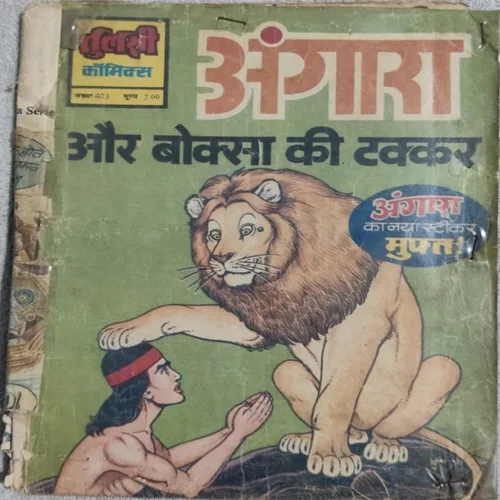 तुलसी
कॉमिक्स
संख्या 403 मूल्य 7.00
अंगारा
और बोक्सा की टक्कर
अंगारा
का नया स्टीकर
मुफ्त!